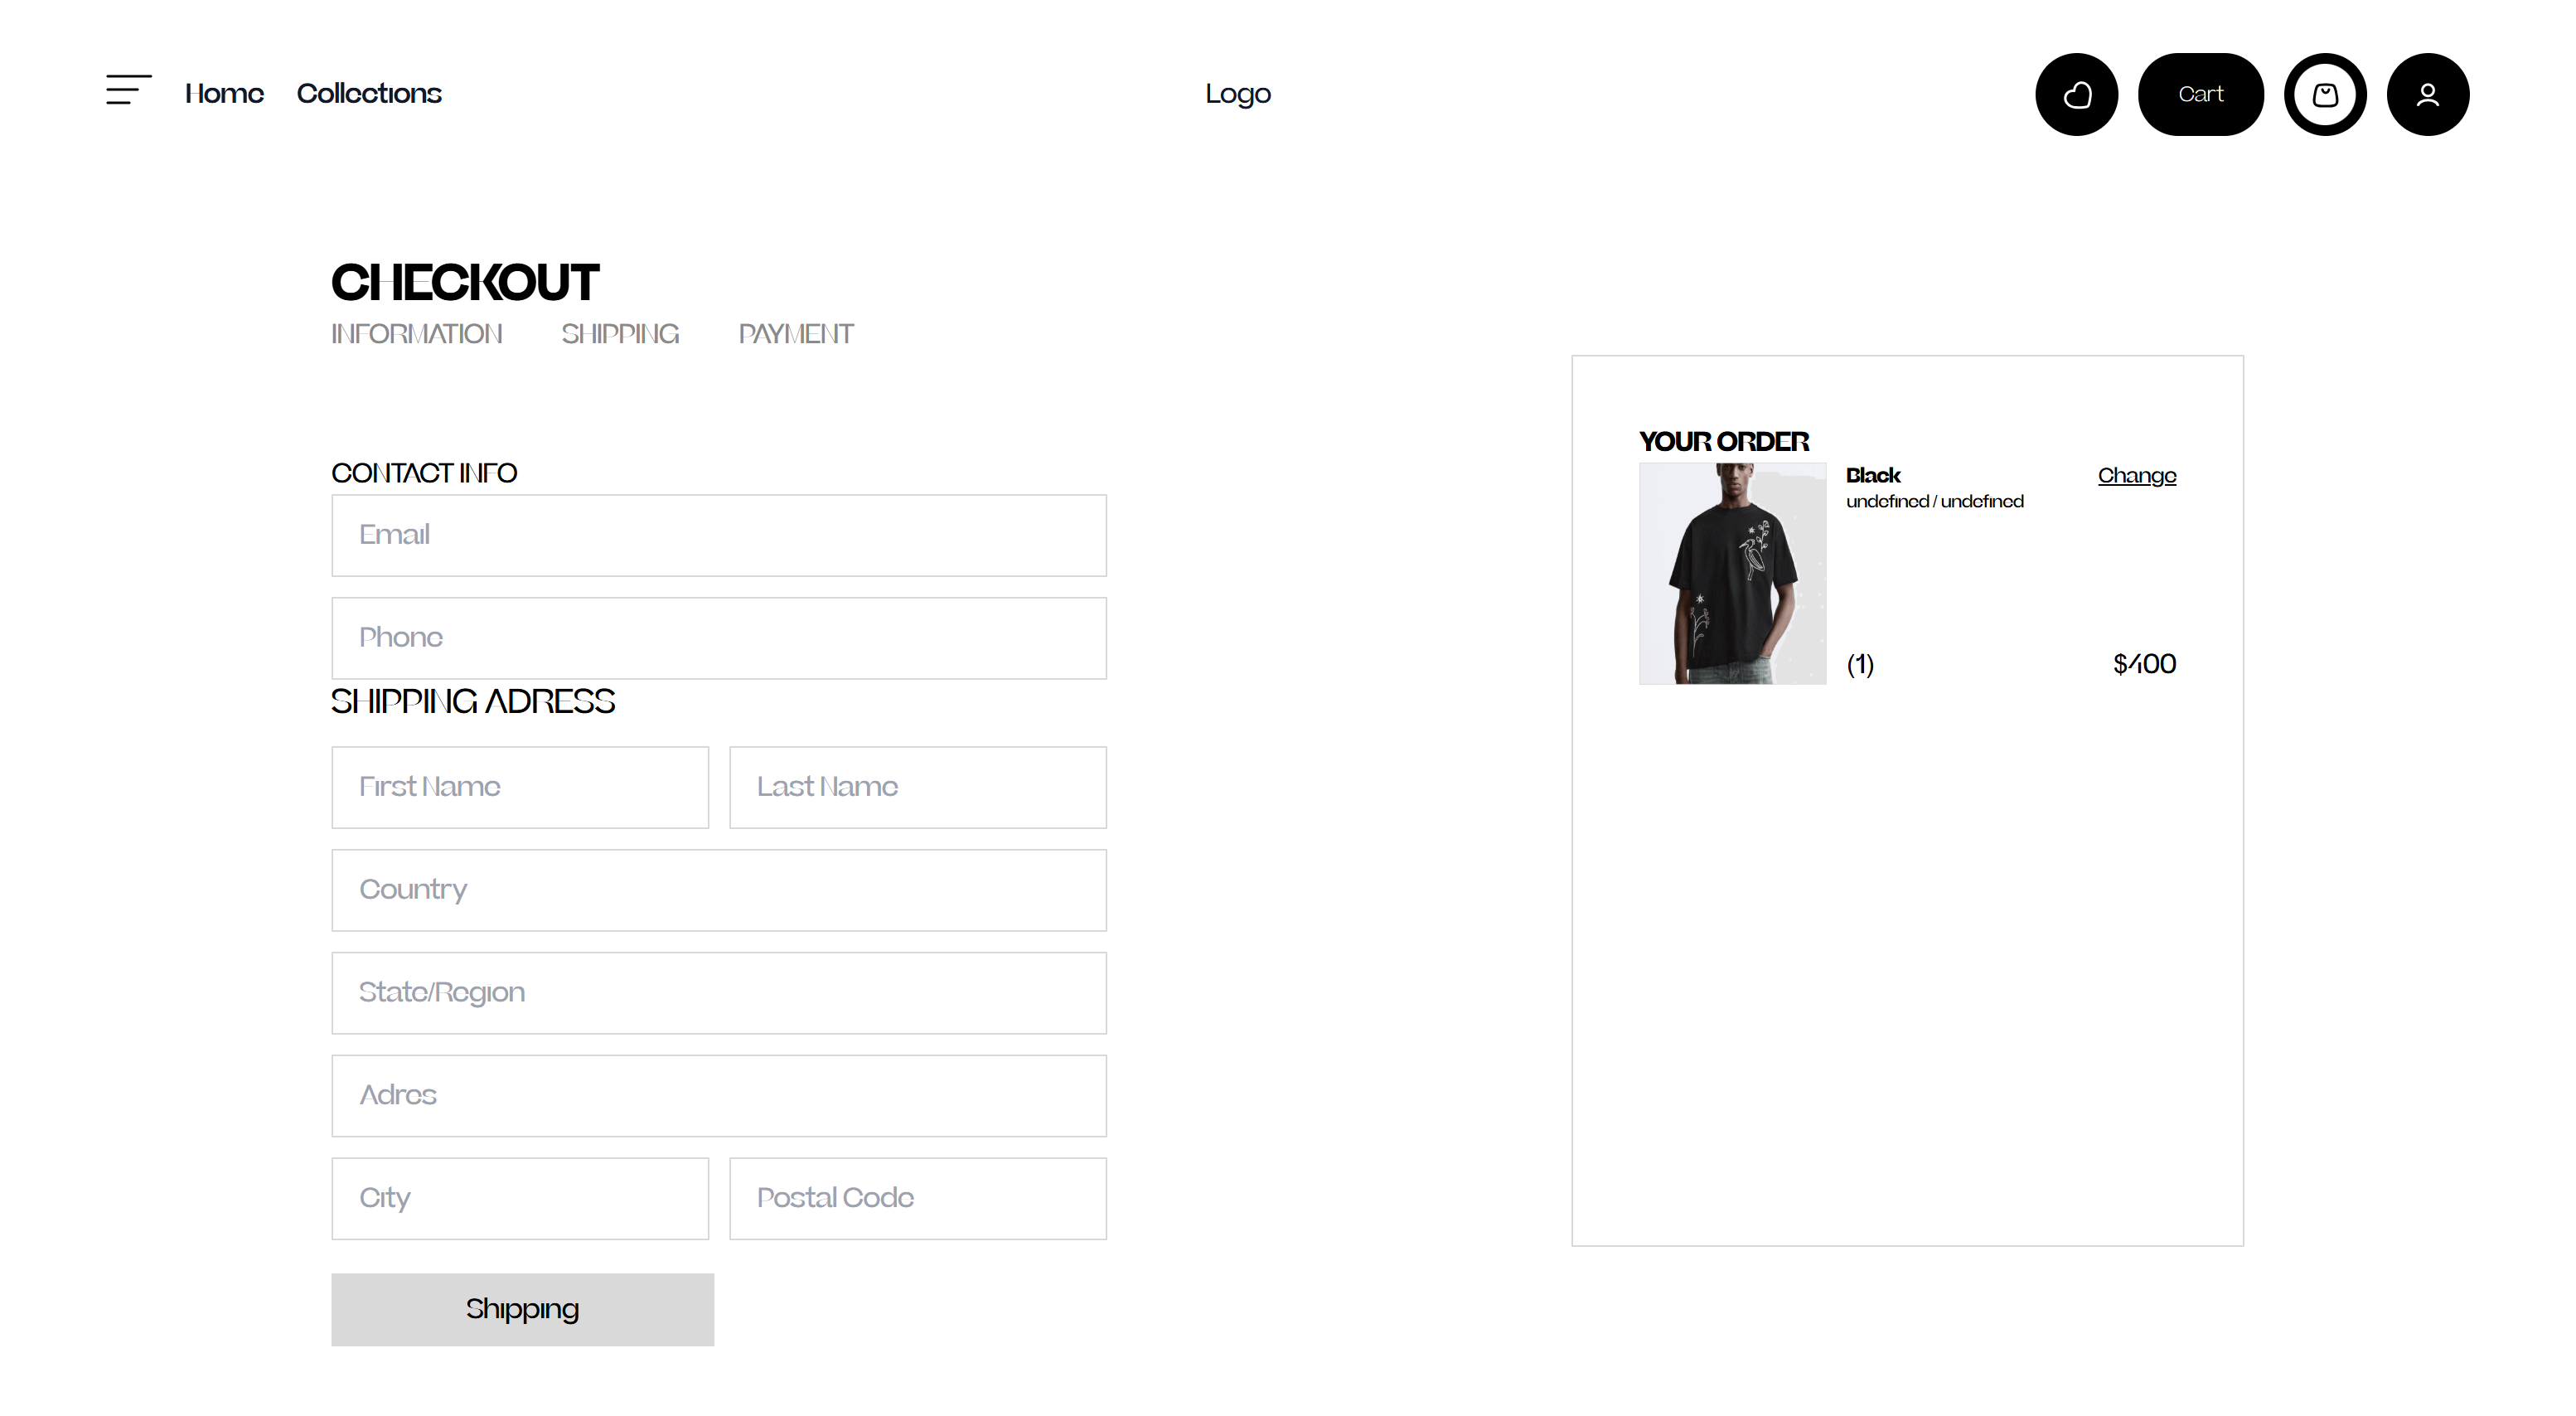 Home Collections Logo Cart
CHECKOUT
INFORMATION SHIPPING PAYMENT
CONTACT INFO
Email
Phone
SHIPPING ADRESS
First Name Last Name
Country
State/Region
Adres
City Postal Code
Shipping
YOUR ORDER
Black Change
undefined / undefined
(1) $400